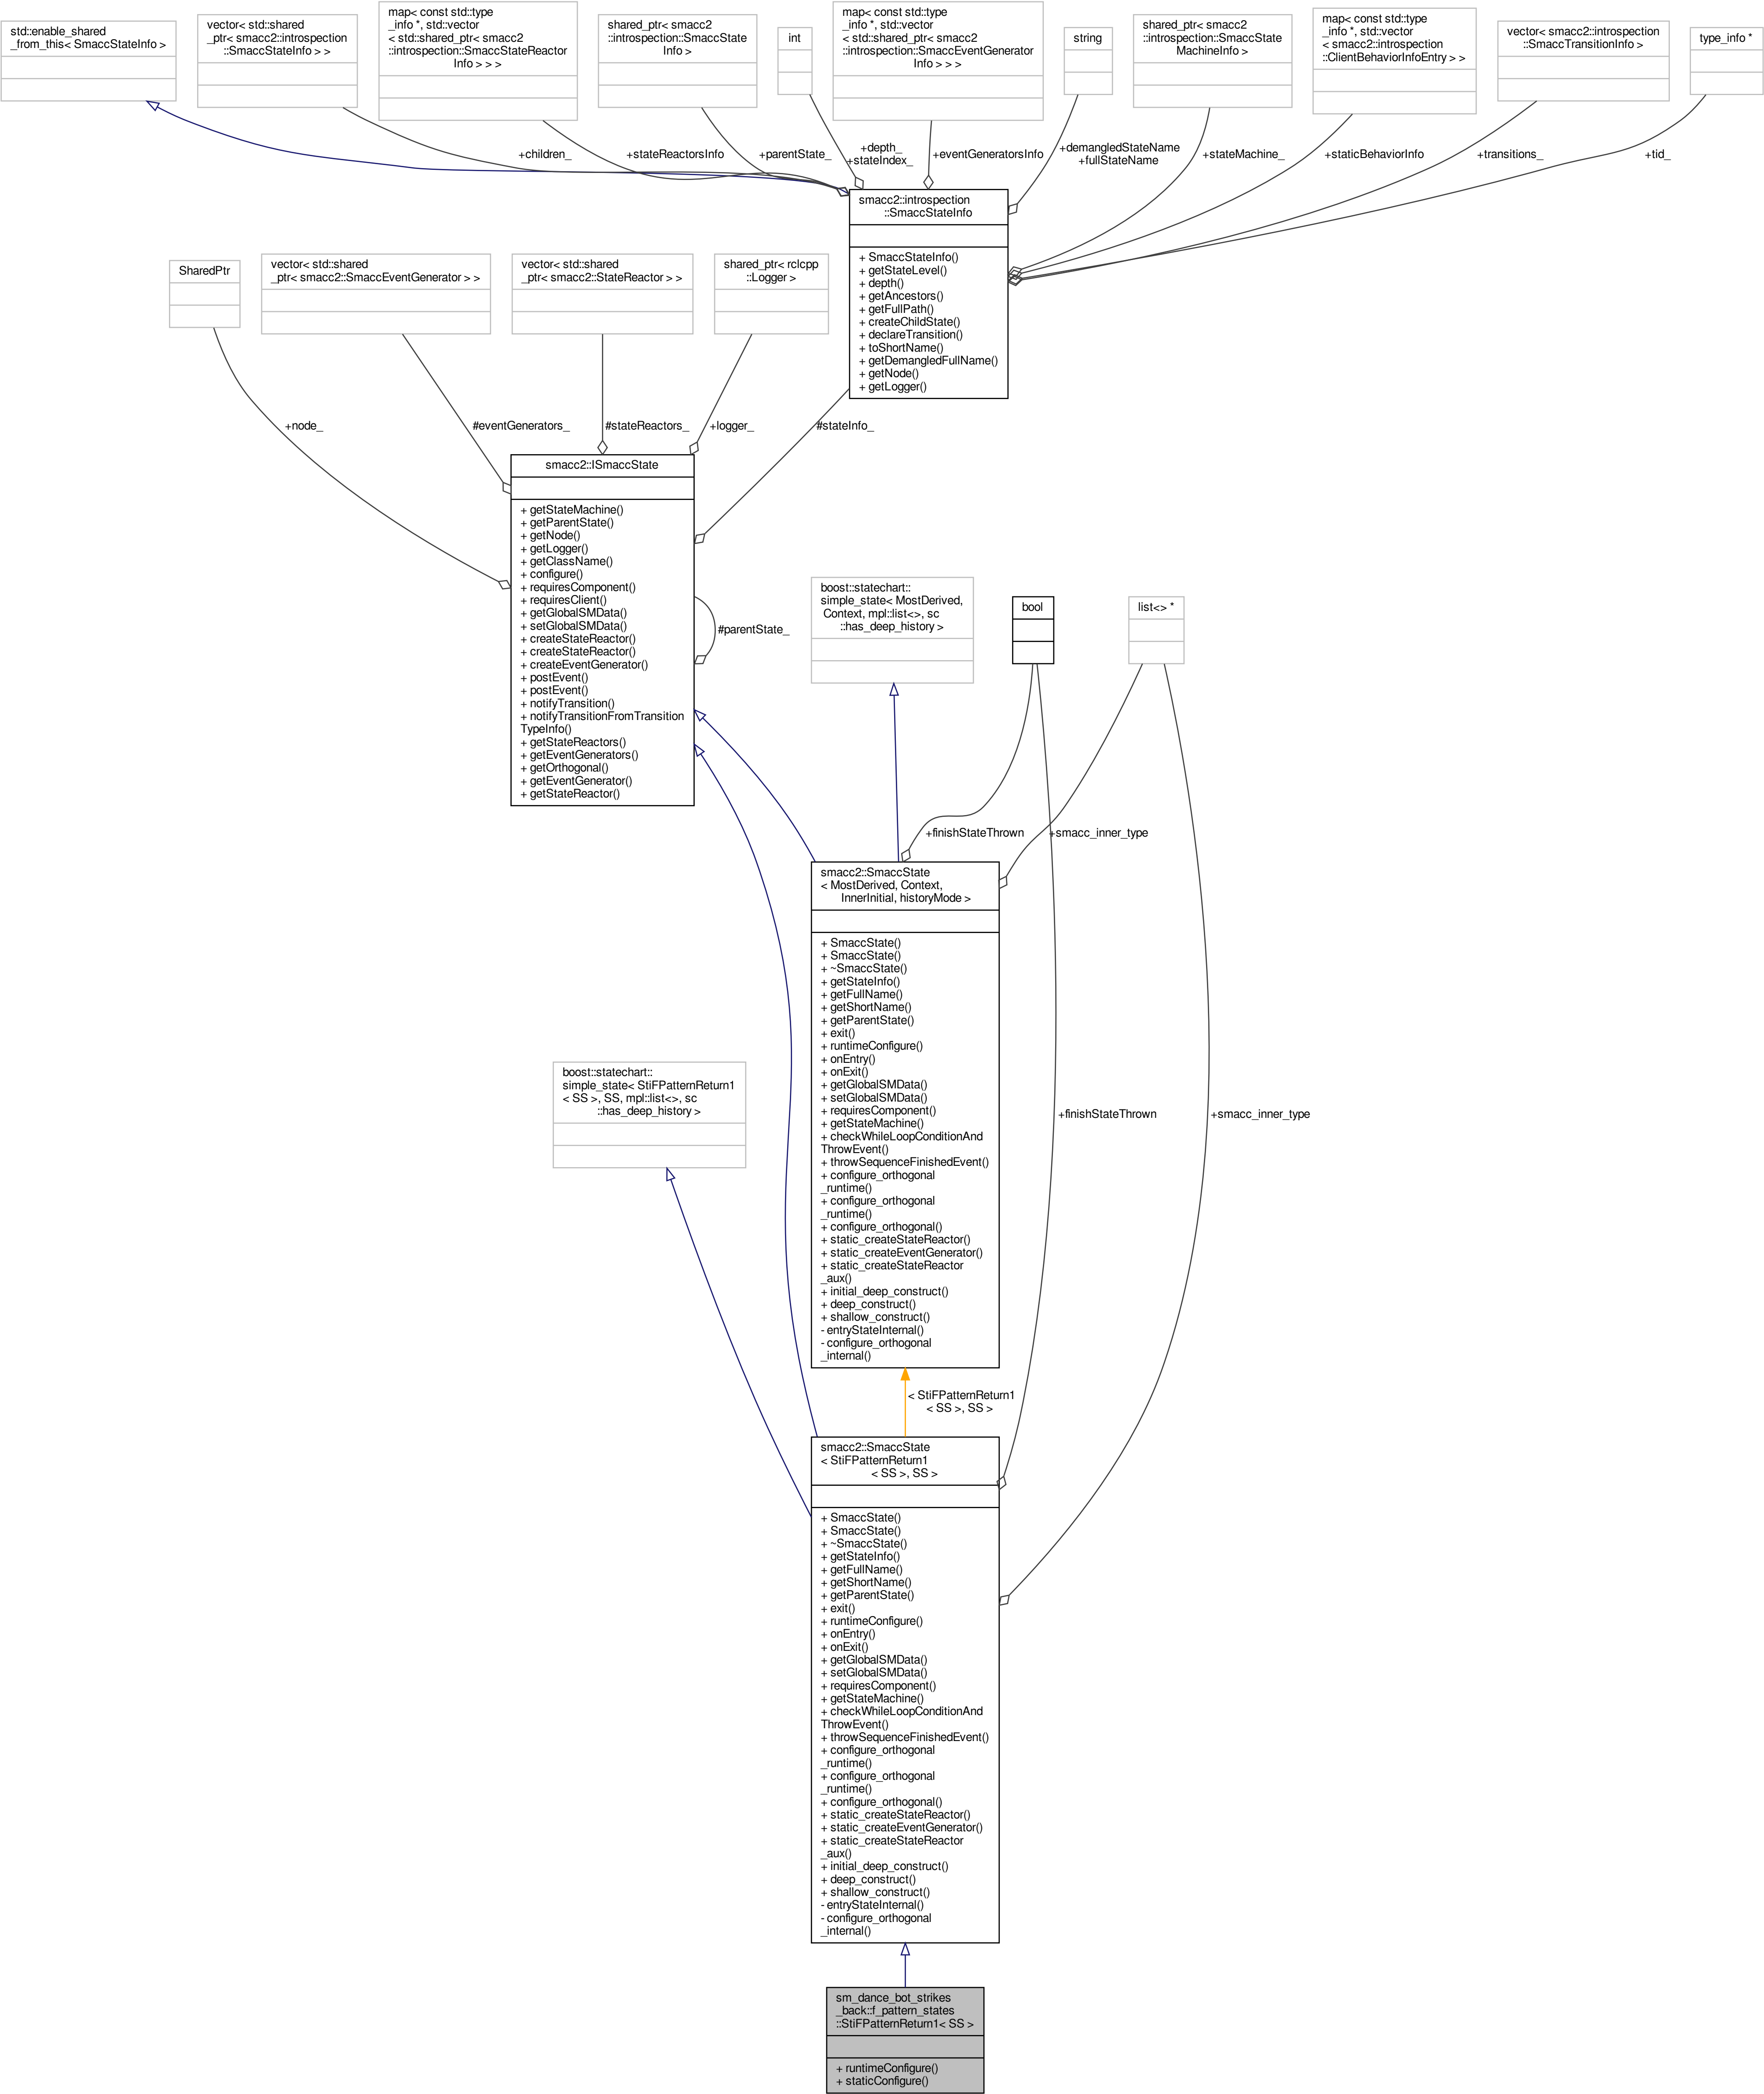 std::enable_shared
_from_this< SmaccStateInfo >
vector< std::shared
_ptr< smacc2::introspection
::SmaccStateInfo > >
map< const std::type
_info *, std::vector
< std::shared_ptr< smacc2
::introspection::SmaccStateReactor
Info > > >
shared_ptr< smacc2
::introspection::SmaccState
Info >
int
map< const std::type
_info *, std::vector
< std::shared_ptr< smacc2
::introspection::SmaccEventGenerator
Info > > >
string
shared_ptr< smacc2
::introspection::SmaccState
MachineInfo >
map< const std::type
_info *, std::vector
< smacc2::introspection
::ClientBehaviorInfoEntry > >
vector< smacc2::introspection
::SmaccTransitionInfo >
type_info *
+children_
+stateReactorsInfo
+parentState_
+depth_
+stateIndex_
+eventGeneratorsInfo
+demangledStateName
+fullStateName
+stateMachine_
+staticBehaviorInfo
+transitions_
+tid_
smacc2::introspection
::SmaccStateInfo
+ SmaccStateInfo()
+ getStateLevel()
+ depth()
+ getAncestors()
+ getFullPath()
+ createChildState()
+ declareTransition()
+ toShortName()
+ getDemangledFullName()
+ getNode()
+ getLogger()
SharedPtr
vector< std::shared
_ptr< smacc2::SmaccEventGenerator > >
vector< std::shared
_ptr< smacc2::StateReactor > >
shared_ptr< rclcpp
::Logger >
+node_
#eventGenerators_
#stateReactors_
+logger_
#stateInfo_
smacc2::ISmaccState
+ getStateMachine()
+ getParentState()
+ getNode()
+ getLogger()
+ getClassName()
+ configure()
+ requiresComponent()
+ requiresClient()
+ getGlobalSMData()
+ setGlobalSMData()
+ createStateReactor()
+ createStateReactor()
+ createEventGenerator()
+ postEvent()
+ postEvent()
+ notifyTransition()
+ notifyTransitionFromTransition
TypeInfo()
+ getStateReactors()
+ getEventGenerators()
+ getOrthogonal()
+ getEventGenerator()
+ getStateReactor()
#parentState_
boost::statechart::
simple_state< MostDerived,
Context, mpl::list<>, sc
::has_deep_history >
bool
list<> *
+finishStateThrown
+smacc_inner_type
smacc2::SmaccState
< MostDerived, Context,
InnerInitial, historyMode >
+ SmaccState()
+ SmaccState()
+ ~SmaccState()
+ getStateInfo()
+ getFullName()
+ getShortName()
+ getParentState()
+ exit()
+ runtimeConfigure()
+ onEntry()
+ onExit()
+ getGlobalSMData()
+ setGlobalSMData()
+ requiresComponent()
+ getStateMachine()
+ checkWhileLoopConditionAnd
ThrowEvent()
+ throwSequenceFinishedEvent()
+ configure_orthogonal
_runtime()
+ configure_orthogonal
_runtime()
+ configure_orthogonal()
+ static_createStateReactor()
+ static_createEventGenerator()
+ static_createStateReactor
_aux()
+ initial_deep_construct()
+ deep_construct()
+ shallow_construct()
- entryStateInternal()
- configure_orthogonal
_internal()
boost::statechart::
simple_state< StiFPatternReturn1
< SS >, SS, mpl::list<>, sc
::has_deep_history >
+finishStateThrown
+smacc_inner_type
< StiFPatternReturn1
< SS >, SS >
smacc2::SmaccState
< StiFPatternReturn1
< SS >, SS >
+ SmaccState()
+ SmaccState()
+ ~SmaccState()
+ getStateInfo()
+ getFullName()
+ getShortName()
+ getParentState()
+ exit()
+ runtimeConfigure()
+ onEntry()
+ onExit()
+ getGlobalSMData()
+ setGlobalSMData()
+ requiresComponent()
+ getStateMachine()
+ checkWhileLoopConditionAnd
ThrowEvent()
+ throwSequenceFinishedEvent()
+ configure_orthogonal
_runtime()
+ configure_orthogonal
_runtime()
+ configure_orthogonal()
+ static_createStateReactor()
+ static_createEventGenerator()
+ static_createStateReactor
_aux()
+ initial_deep_construct()
+ deep_construct()
+ shallow_construct()
- entryStateInternal()
- configure_orthogonal
_internal()
sm_dance_bot_strikes
_back::f_pattern_states
::StiFPatternReturn1< SS >
+ runtimeConfigure()
+ staticConfigure()